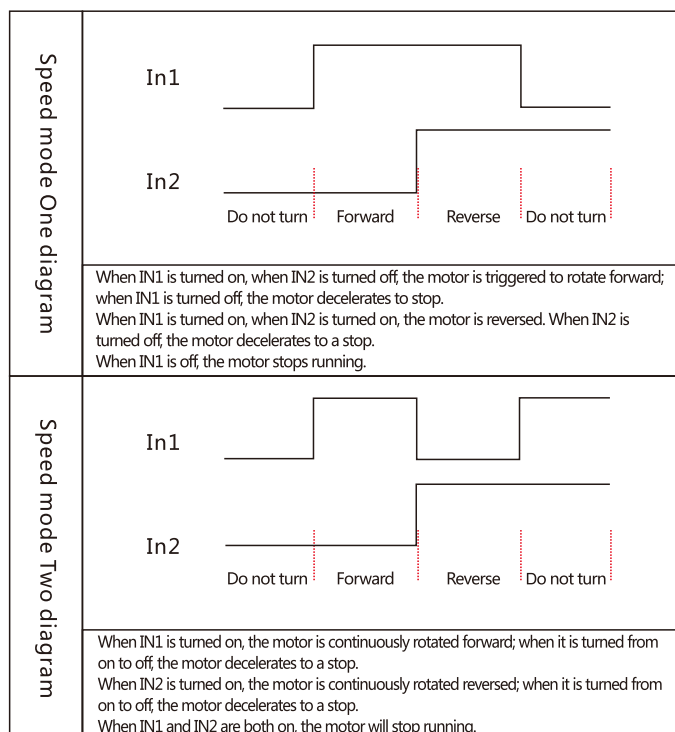 Speed mode One diagram
In1
In2
Do not turn Forward Reverse Do not turn
When IN1 is turned on, when IN2 is turned off, the motor is triggered to rotate forward;
when IN1 is turned off, the motor decelerates to stop.
When IN1 is turned on, when IN2 is turned on, the motor is reversed. When IN2 is
turned off, the motor decelerates to a stop.
When IN1 is off, the motor stops running.
Speed mode Two diagram
In1
In2
Do not turn Forward Reverse Do not turn
When IN1 is turned on, the motor is continuously rotated forward; when it is turned from
on to off, the motor decelerates to a stop.
When IN2 is turned on, the motor is continuously rotated reversed; when it is turned from
on to off, the motor decelerates to a stop.
When IN1 and IN2 are both on, the motor will stop running.